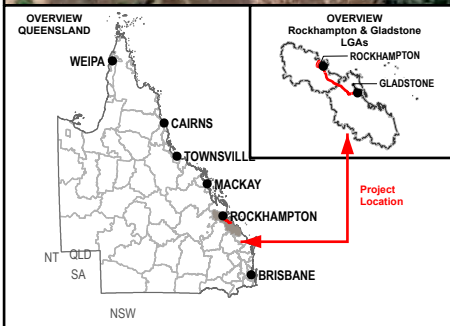 OVERVIEW
QUEENSLAND
WEIPA
CAIRNS
TOWNSVILLE
MACKAY
ROCKHAMPTON
BRISBANE
NT
QLD
SA
NSW
OVERVIEW
Rockhampton & Gladstone
LGAs
ROCKHAMPTON
GLADSTONE
Project
Location